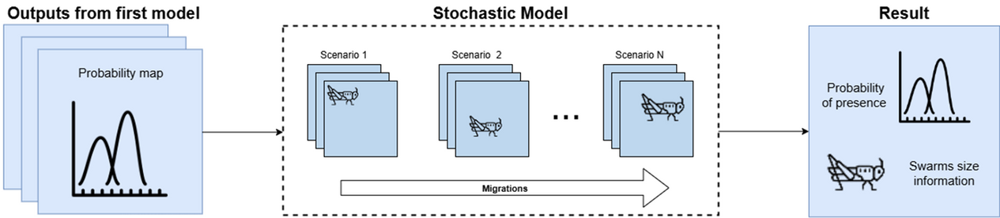 Outputs from first model
Probability map
Stochastic Model
Scenario 1
Scenario 2
...
Scenario N
Migrations
Result
Probability
of presence
Swarms size
information